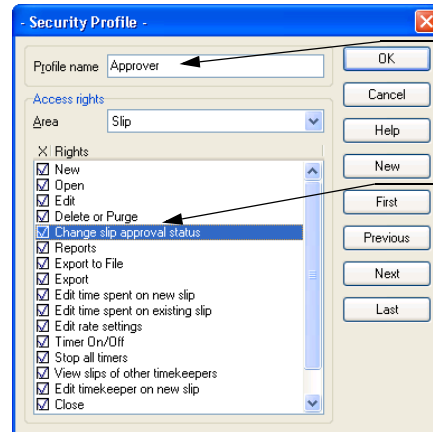 - Security Profile -
Profile name Approver
OK
Cancel
Help
New
First
Previous
Next
Last
Access rights
Area Slip
X Rights
New
Open
Edit
Delete or Purge
Change slip approval status
Reports
Export to File
Export
Edit time spent on new slip
Edit time spent on existing slip
Edit rate settings
Timer On/Off
Stop all timers
View slips of other timekeepers
Edit timekeeper on new slip
Close